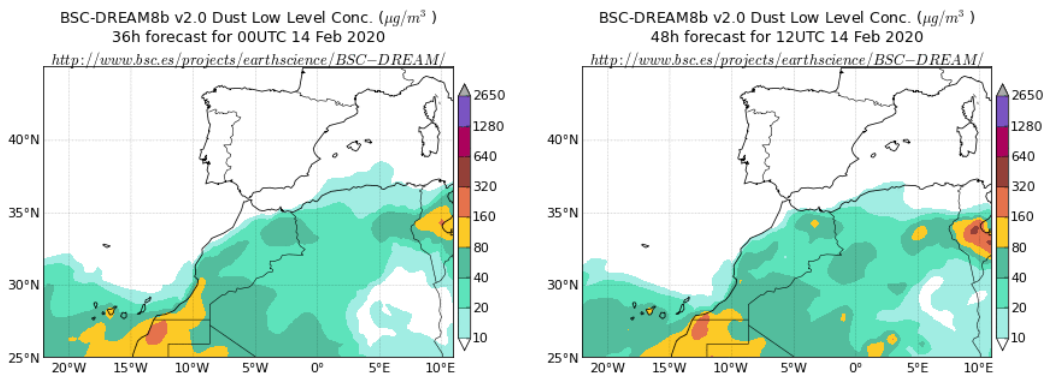 BSC-DREAM8b v2.0 Dust Low Level Conc. (μg/m³ )
36h forecast for 00UTC 14 Feb 2020
http://www.bsc.es/projects/earthscience/BSC−DREAM/
40°N
35°N
30°N
25°N
20°W
15°W
10°W
5°W
0°
5°E
10°E
2650
1280
640
320
160
80
40
20
10
BSC-DREAM8b v2.0 Dust Low Level Conc. (μg/m³ )
48h forecast for 12UTC 14 Feb 2020
http://www.bsc.es/projects/earthscience/BSC−DREAM/
40°N
35°N
30°N
25°N
20°W
15°W
10°W
5°W
0°
5°E
10°E
2650
1280
640
320
160
80
40
20
10